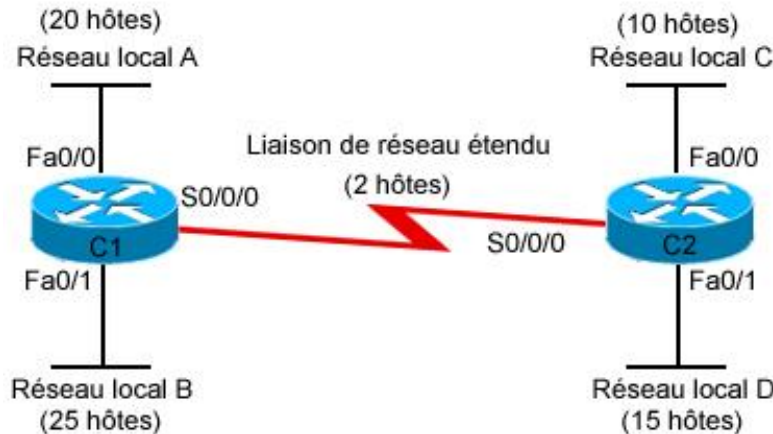 (20 hôtes)
Réseau local A
(10 hôtes)
Réseau local C
Fa0/0
Liaison de réseau étendu
(2 hôtes)
Fa0/0
S0/0/0
S0/0/0
C1
C2
Fa0/1
Fa0/1
Réseau local B
(25 hôtes)
Réseau local D
(15 hôtes)